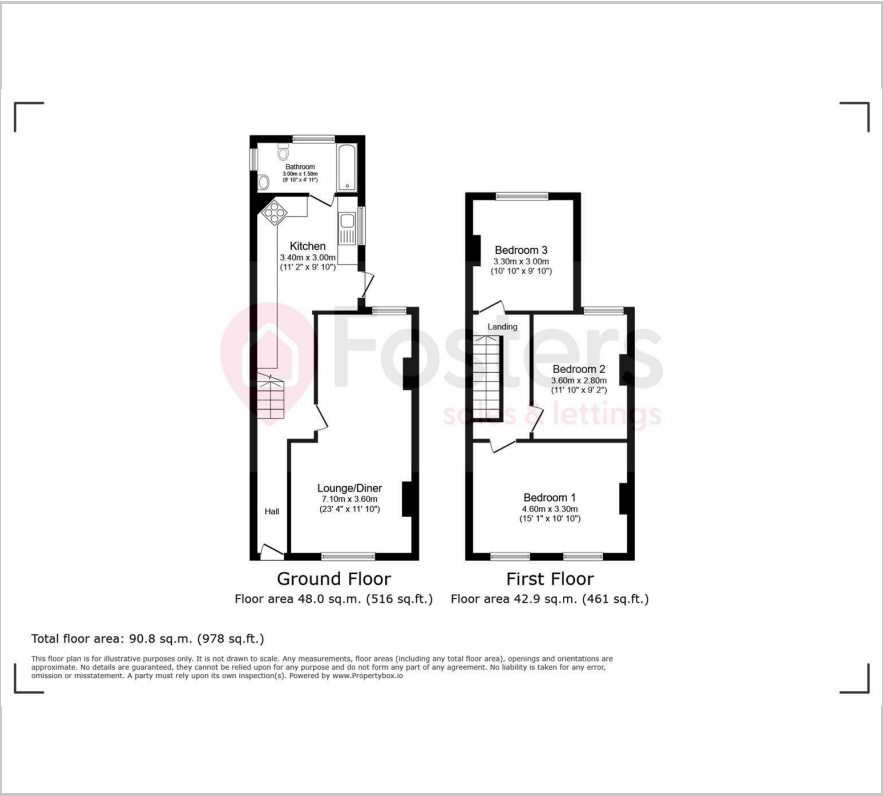 Bathroom
3.00m x 1.50m
(9' 10" x 4' 11")
Kitchen
3.40m x 3.00m
(11' 2" x 9' 10")
Lounge/Diner
7.10m x 3.60m
(23' 4" x 11' 10")
Hall
Bedroom 3
3.30m x 3.00m
(10' 10" x 9' 10")
Landing
Bedroom 2
3.60m x 2.80m
(11' 10" x 9' 2")
Bedroom 1
4.60m x 3.30m
(15' 1" x 10' 10")
Fosters
sales & lettings
Ground Floor
Floor area 48.0 sq.m. (516 sq.ft.)
First Floor
Floor area 42.9 sq.m. (461 sq.ft.)
Total floor area: 90.8 sq.m. (978 sq.ft.)
This floor plan is for illustrative purposes only. It is not drawn to scale. Any measurements, floor areas (including any total floor area), openings and orientations are
approximate. No details are guaranteed, they cannot be relied upon for any purpose and do not form any part of any agreement. No liability is taken for any error,
omission or misstatement. A party must rely upon its own inspection(s). Powered by www.Propertybox.io